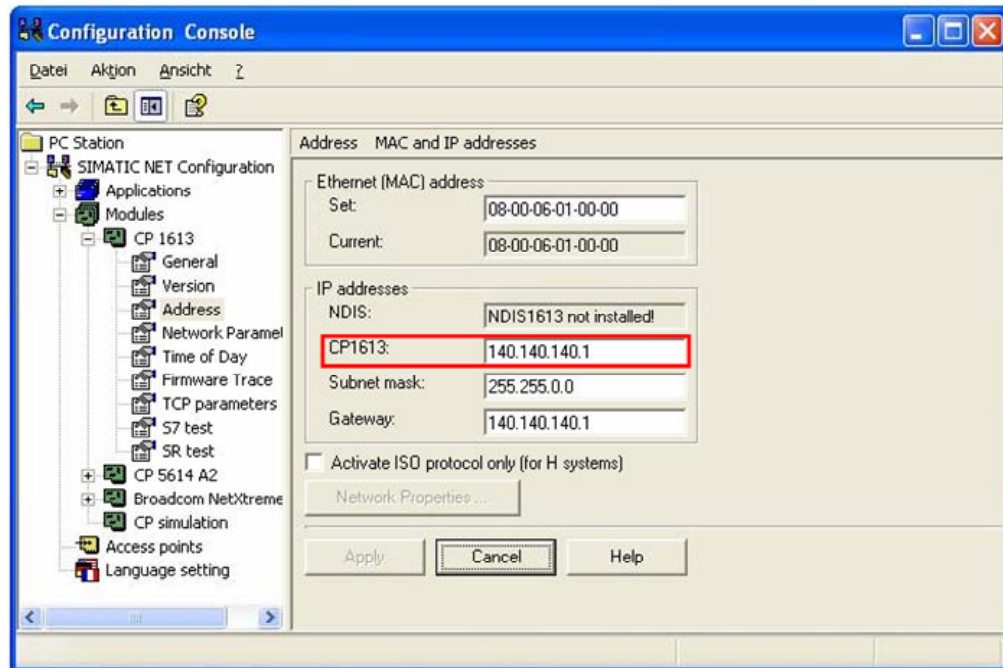 Configuration Console
Datei Aktion Ansicht ?
PC Station
SIMATIC NET Configuration
Applications
Modules
CP 1613
General
Version
Address
Network Paramel
Time of Day
Firmware Trace
TCP parameters
S7 test
SR test
CP 5614 A2
Broadcom NetXtreme
CP simulation
Access points
Language setting
Address MAC and IP addresses
Ethernet (MAC) address
Set: 08-00-06-01-00-00
Current: 08-00-06-01-00-00
IP addresses
NDIS: NDIS1613 not installed!
CP1613: 140.140.140.1
Subnet mask: 255.255.0.0
Gateway: 140.140.140.1
Activate ISO protocol only (for H systems)
Network Properties ...
Apply Cancel Help